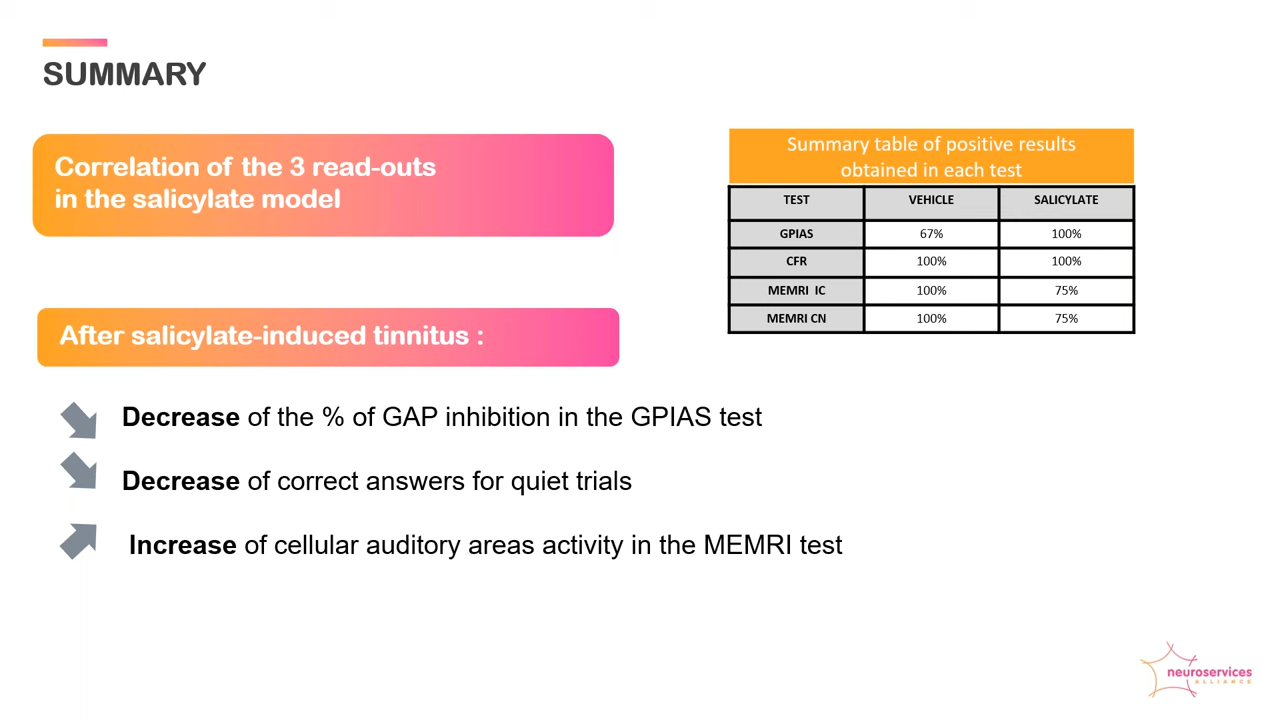 SUMMARY
Correlation of the 3 read-outs
in the salicylate model
Summary table of positive results
obtained in each test
TEST VEHICLE SALICYLATE
GPIAS 67% 100%
CFR 100% 100%
MEMRI IC 100% 75%
MEMRI CN 100% 75%
After salicylate-induced tinnitus :
Decrease of the % of GAP inhibition in the GPIAS test
Decrease of correct answers for quiet trials
Increase of cellular auditory areas activity in the MEMRI test
neuroservices
ALLIANCE